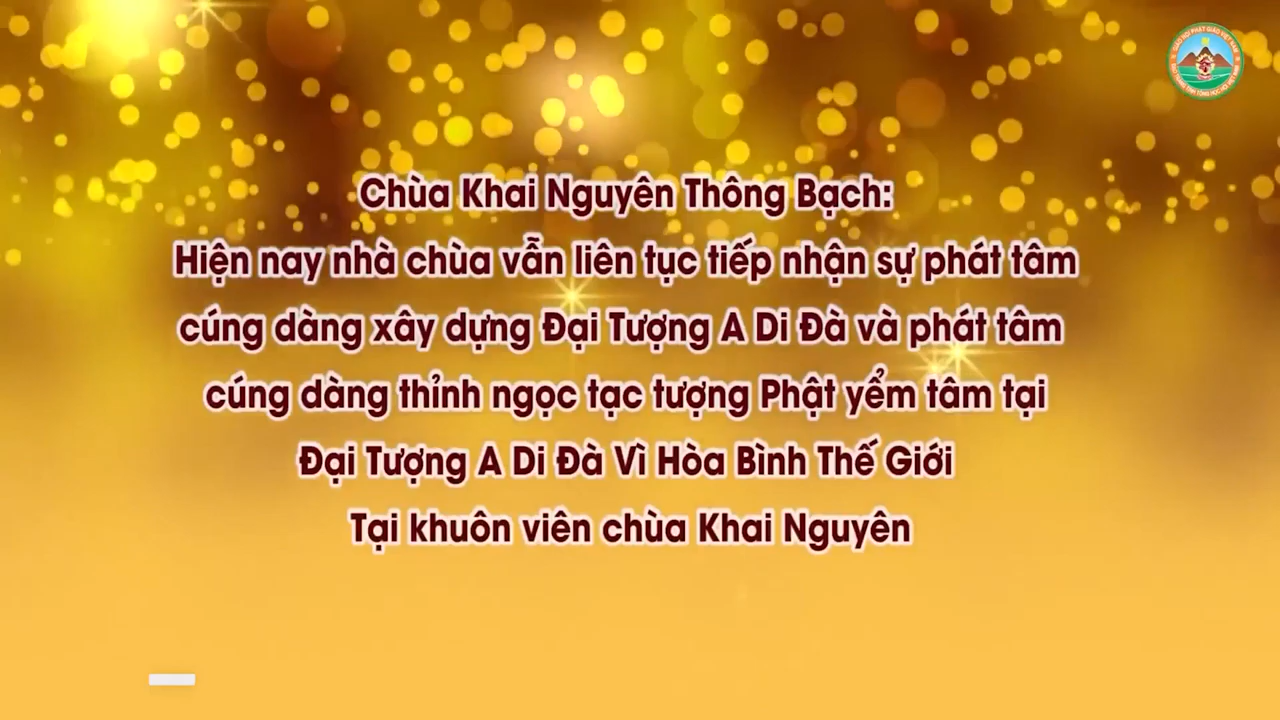 Chùa Khai Nguyên Thông Bạch:
Hiện nay nhà chùa vẫn liên tục tiếp nhận sự phát tâm
cúng dàng xây dựng Đại Tượng A Di Đà và phát tâm
cúng dàng thỉnh ngọc tạc tượng Phật yểm tâm tại
Đại Tượng A Di Đà Vì Hòa Bình Thế Giới
Tại khuôn viên chùa Khai Nguyên